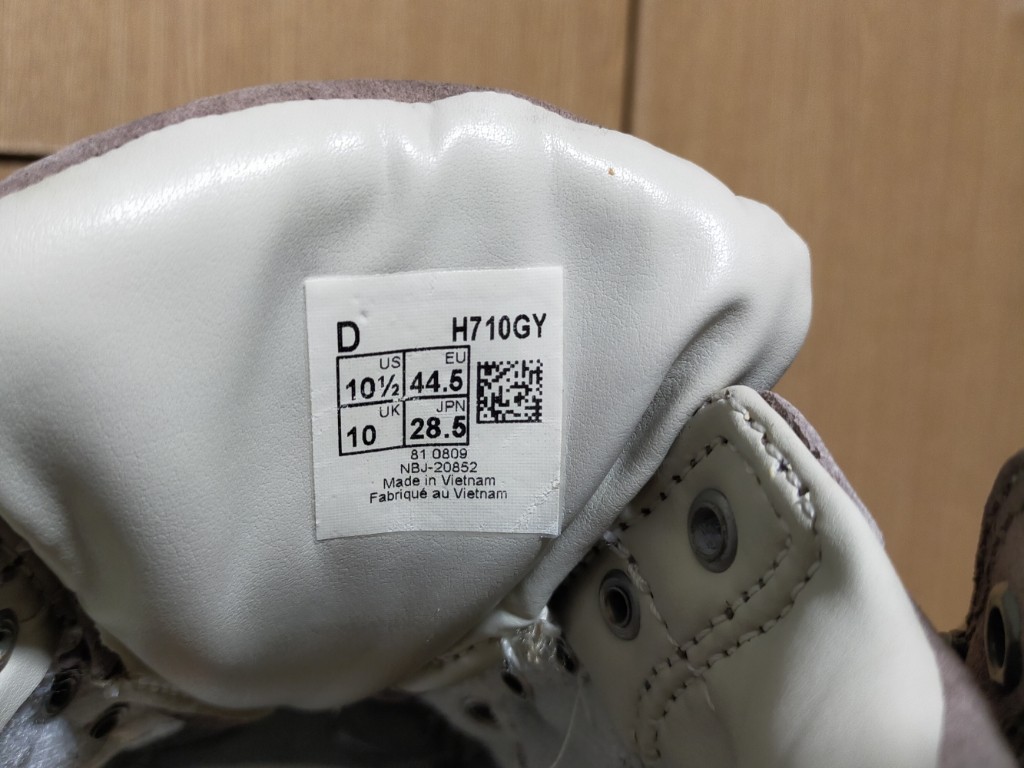 D H710GY
US 10½ EU 44.5
UK 10 JPN 28.5
81 0809
NBJ-20852
Made in Vietnam
Fabriqué au Vietnam